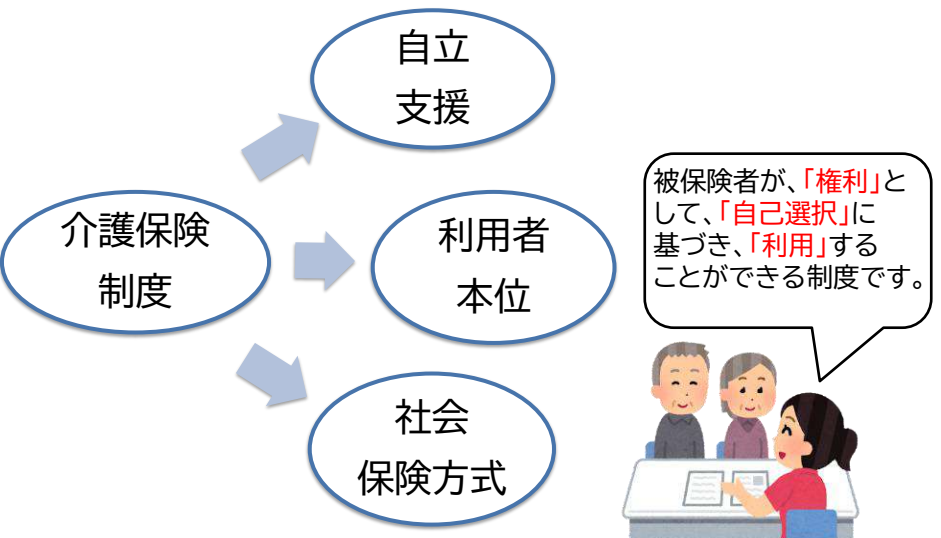 自立
支援
介護保険
制度
利用者
本位
社会
保険方式
被保険者が、「権利」と
して、「自己選択」に
基づき、「利用」する
ことができる制度です。